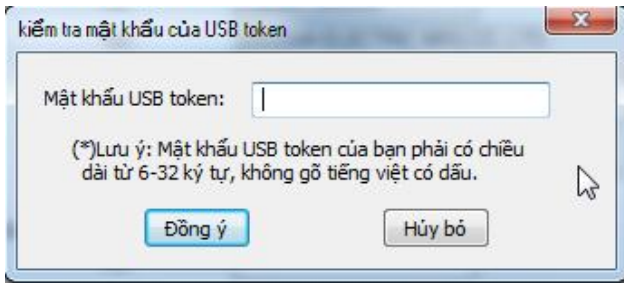 kiểm tra mật khẩu của USB token
Mật khẩu USB token:
(*)Lưu ý: Mật khẩu USB token của bạn phải có chiều
dài từ 6-32 ký tự, không gõ tiếng việt có dấu.
Đồng ý
Hủy bỏ